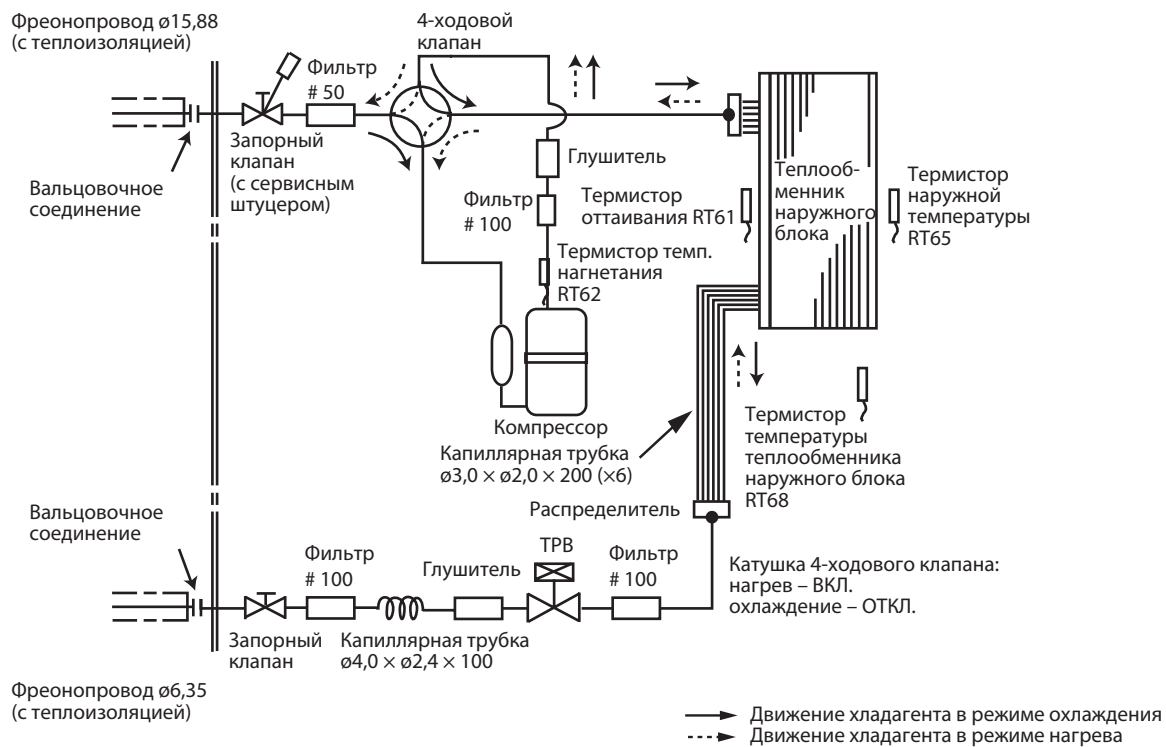 Фреонопровод ø15,88
(с теплоизоляцией)
4-ходовой
клапан
Фильтр
# 50
Запорный
клапан
(с сервисным
штуцером)
Вальцовочное
соединение
Глушитель
Фильтр
# 100
Термистор
оттаивания RT61
Теплооб-
менник
наружного
блока
Термистор
наружной
температуры
RT65
Термистор темп.
нагнетания
RT62
Компрессор
Капиллярная трубка
ø3,0 × ø2,0 × 200 (×6)
Термистор
температуры
теплообменника
наружного блока
RT68
Распределитель
Вальцовочное
соединение
Фильтр
# 100
Глушитель
ТРВ
Фильтр
# 100
Катушка 4-ходового клапана:
нагрев – ВКЛ.
охлаждение – ОТКЛ.
Запорный
клапан
Капиллярная трубка
ø4,0 × ø2,4 × 100
Фреонопровод ø6,35
(с теплоизоляцией)
Движение хладагента в режиме охлаждения
Движение хладагента в режиме нагрева